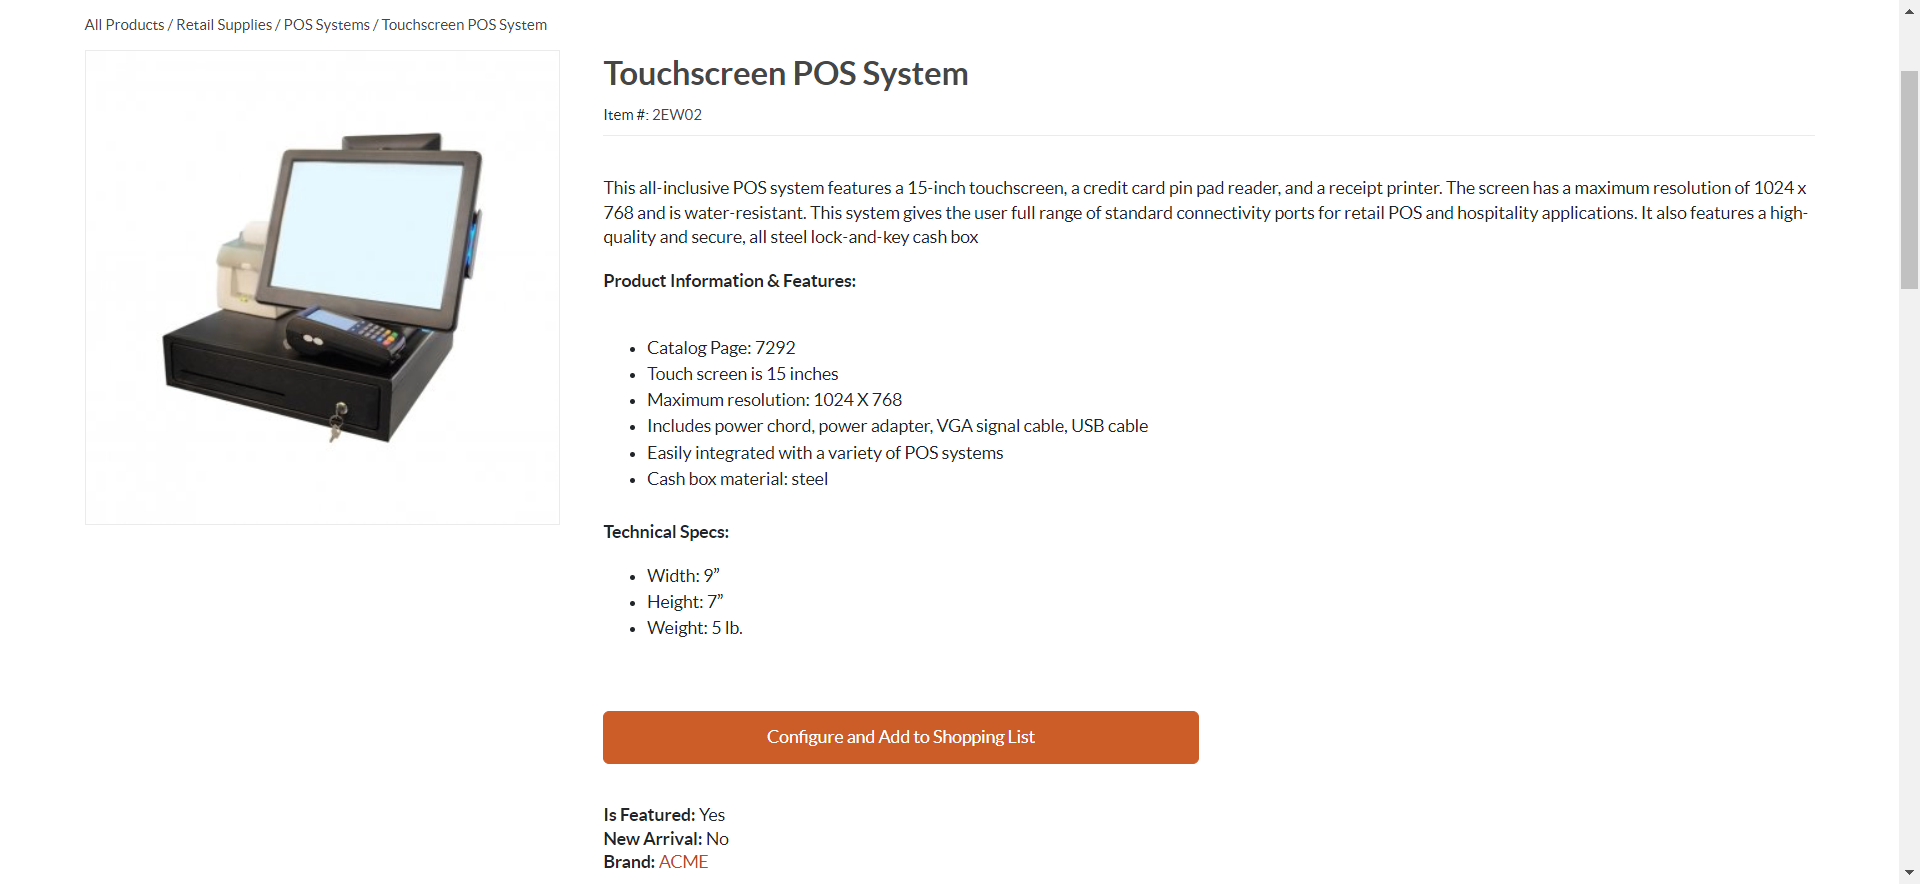 All Products / Retail Supplies / POS Systems / Touchscreen POS System
Touchscreen POS System
Item #: 2EW02
This all-inclusive POS system features a 15-inch touchscreen, a credit card pin pad reader, and a receipt printer. The screen has a maximum resolution of 1024 x
768 and is water-resistant. This system gives the user full range of standard connectivity ports for retail POS and hospitality applications. It also features a high-
quality and secure, all steel lock-and-key cash box
Product Information & Features:
• Catalog Page: 7292
• Touch screen is 15 inches
• Maximum resolution: 1024 X 768
• Includes power chord, power adapter, VGA signal cable, USB cable
• Easily integrated with a variety of POS systems
• Cash box material: steel
Technical Specs:
• Width: 9”
• Height: 7”
• Weight: 5 lb.
Configure and Add to Shopping List
Is Featured: Yes
New Arrival: No
Brand: ACME